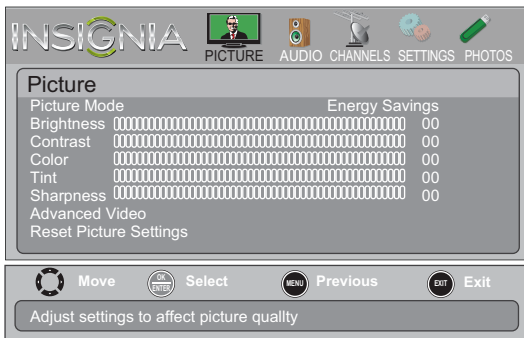 INSIGNIA
PICTURE AUDIO CHANNELS SETTINGS PHOTOS
Picture
Picture Mode Energy Savings
Brightness 00
Contrast 00
Color 00
Tint 00
Sharpness 00
Advanced Video
Reset Picture Settings
Move OK ENTER Select MENU Previous EXIT Exit
Adjust settings to affect picture quallty